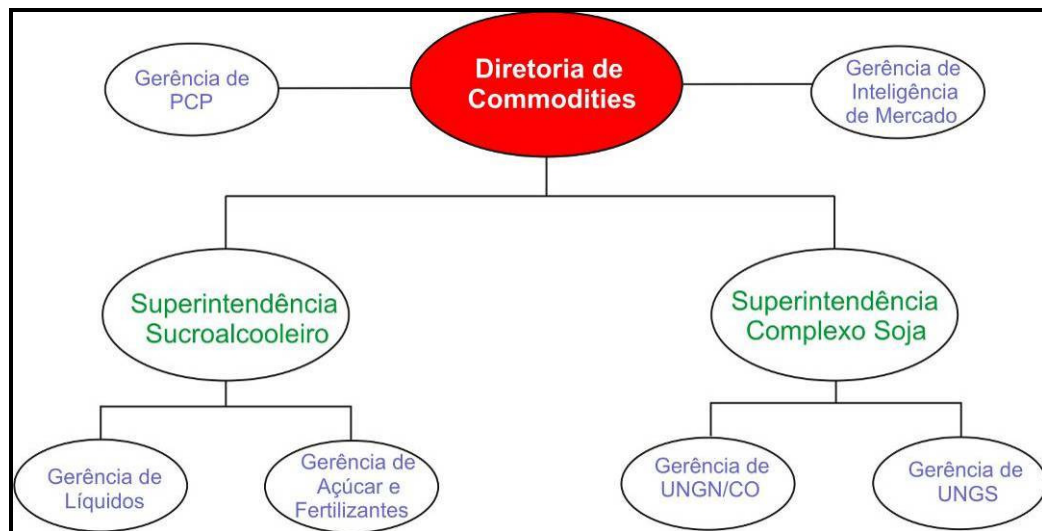 Gerência de
PCP
Diretoria de
Commodities
Gerência de
Inteligência
de Mercado
Superintendência
Sucroalcooleiro
Superintendência
Complexo Soja
Gerência de
Líquidos
Gerência de
Açúcar e
Fertilizantes
Gerência de
UNGN/CO
Gerência de
UNGS